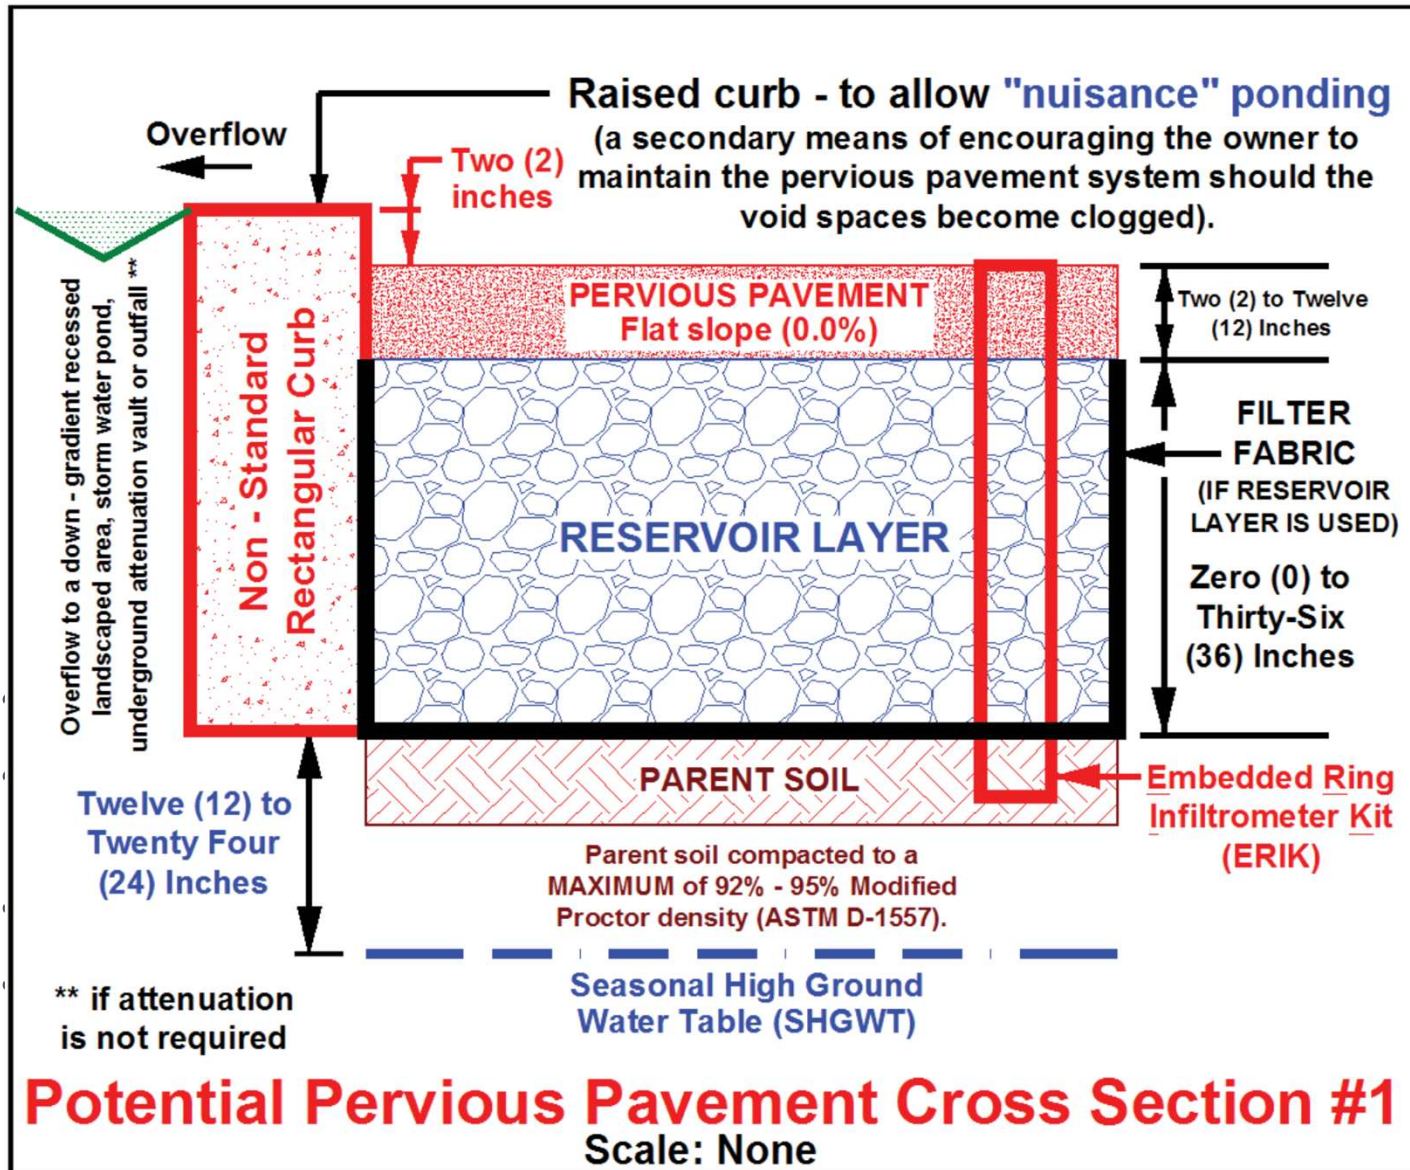 Raised curb - to allow "nuisance" ponding
(a secondary means of encouraging the owner to
maintain the pervious pavement system should the
void spaces become clogged).
Overflow
Two (2)
inches
Overflow to a down - gradient recessed
landscaped area, storm water pond,
underground attenuation vault or outfall **
Non - Standard
Rectangular Curb
PERVIOUS PAVEMENT
Flat slope (0.0%)
Two (2) to Twelve
(12) Inches
RESERVOIR LAYER
FILTER
FABRIC
(IF RESERVOIR
LAYER IS USED)
Zero (0) to
Thirty-Six
(36) Inches
PARENT SOIL
Embedded Ring
Infiltrometer Kit
(ERIK)
Twelve (12) to
Twenty Four
(24) Inches
Parent soil compacted to a
MAXIMUM of 92% - 95% Modified
Proctor density (ASTM D-1557).
Seasonal High Ground
Water Table (SHGWT)
** if attenuation
is not required
Potential Pervious Pavement Cross Section #1
Scale: None